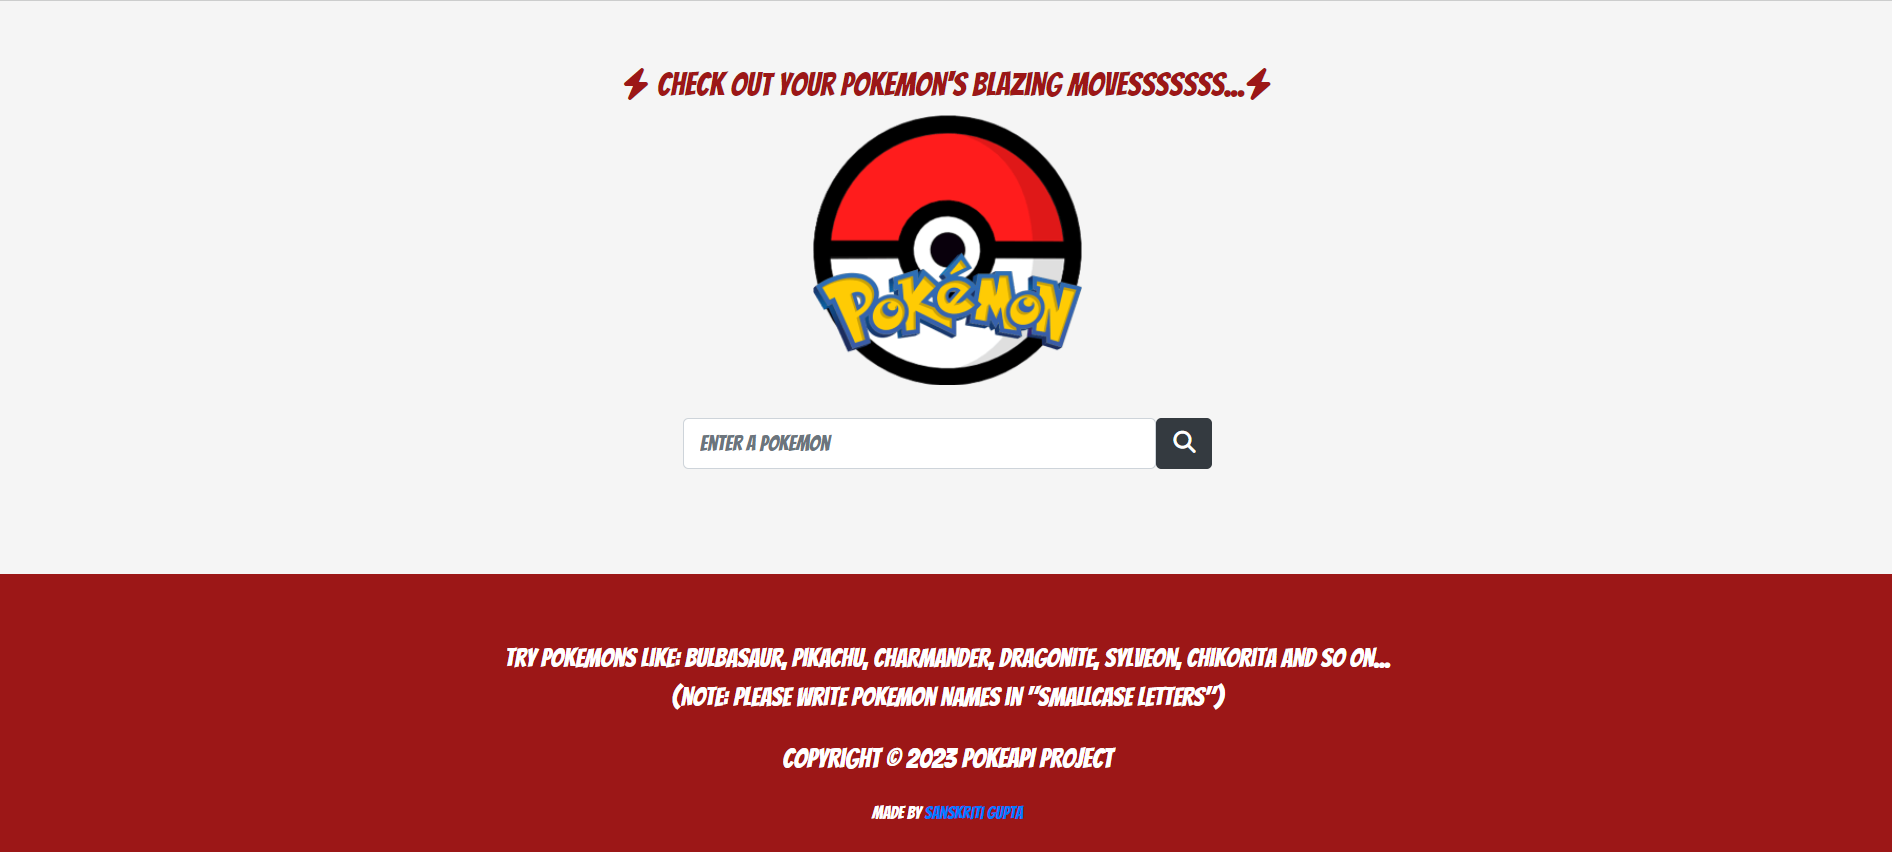 CHECK OUT YOUR POKEMON'S BLAZING MOVESSSSSSS...
POKéMON
ENTER A POKEMON
TRY POKEMONS LIKE: BULBASAUR, PIKACHU, CHARMANDER, DRAGONITE, SYLVEON, CHIKORITA AND SO ON...
(NOTE: PLEASE WRITE POKEMON NAMES IN "SMALLCASE LETTERS")
COPYRIGHT © 2023 POKEAPI PROJECT
MADE BY SANSKRITI GUPTA